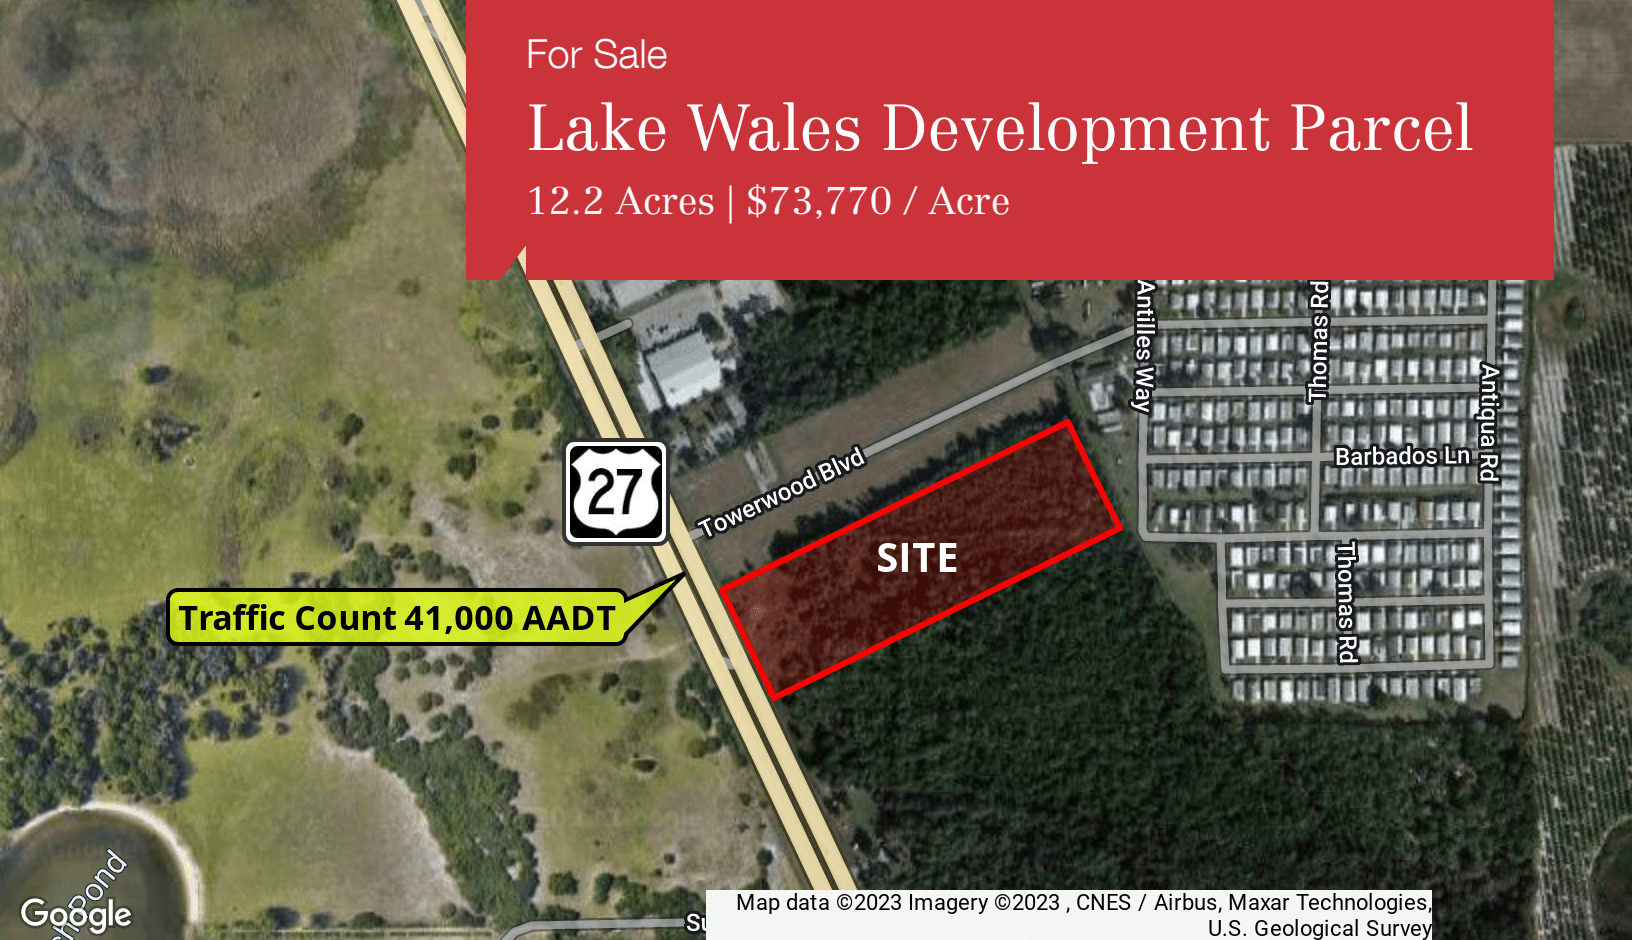 For Sale
Lake Wales Development Parcel
12.2 Acres | $73,770 / Acre
Antilles Way
Thomas Rd
Antigua Rd
Barbados Ln
Towerwood Blvd
27
SITE
Thomas Rd
Traffic Count 41,000 AADT
Pond
Google
Map data ©2023 Imagery ©2023 , CNES / Airbus, Maxar Technologies,
U.S. Geological Survey